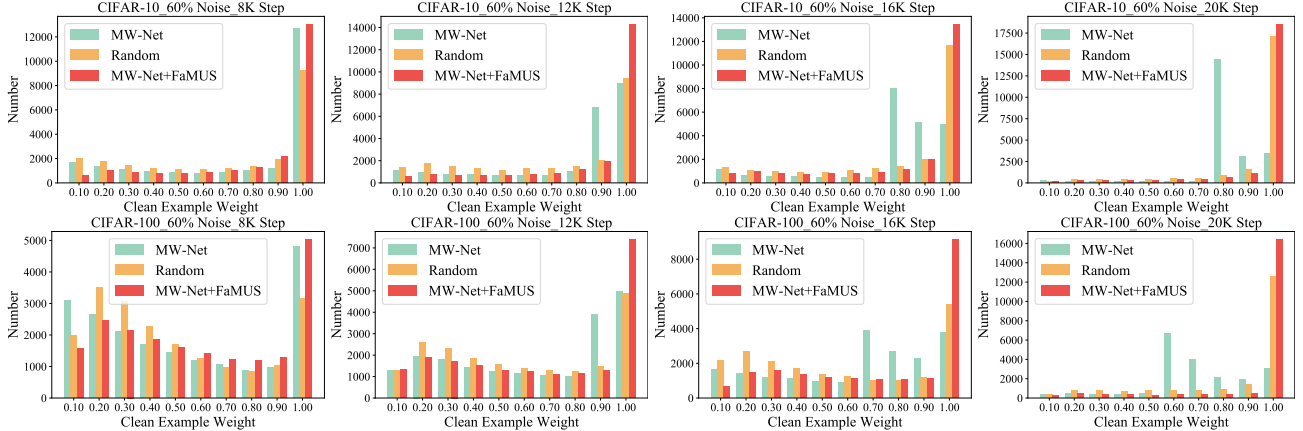 CIFAR-10_60% Noise_8K Step
12000
10000
8000
6000
4000
2000
0
Number
MW-Net
Random
MW-Net+FaMUS
0.10 0.20 0.30 0.40 0.50 0.60 0.70 0.80 0.90 1.00
Clean Example Weight
CIFAR-10_60% Noise_12K Step
14000
12000
10000
8000
6000
4000
2000
0
Number
MW-Net
Random
MW-Net+FaMUS
0.10 0.20 0.30 0.40 0.50 0.60 0.70 0.80 0.90 1.00
Clean Example Weight
CIFAR-10_60% Noise_16K Step
14000
12000
10000
8000
6000
4000
2000
0
Number
MW-Net
Random
MW-Net+FaMUS
0.10 0.20 0.30 0.40 0.50 0.60 0.70 0.80 0.90 1.00
Clean Example Weight
CIFAR-10_60% Noise_20K Step
17500
15000
12500
10000
7500
5000
2500
0
Number
MW-Net
Random
MW-Net+FaMUS
0.10 0.20 0.30 0.40 0.50 0.60 0.70 0.80 0.90 1.00
Clean Example Weight
CIFAR-100_60% Noise_8K Step
5000
4000
3000
2000
1000
0
Number
MW-Net
Random
MW-Net+FaMUS
0.10 0.20 0.30 0.40 0.50 0.60 0.70 0.80 0.90 1.00
Clean Example Weight
CIFAR-100_60% Noise_12K Step
7000
6000
5000
4000
3000
2000
1000
0
Number
MW-Net
Random
MW-Net+FaMUS
0.10 0.20 0.30 0.40 0.50 0.60 0.70 0.80 0.90 1.00
Clean Example Weight
CIFAR-100_60% Noise_16K Step
8000
6000
4000
2000
0
Number
MW-Net
Random
MW-Net+FaMUS
0.10 0.20 0.30 0.40 0.50 0.60 0.70 0.80 0.90 1.00
Clean Example Weight
CIFAR-100_60% Noise_20K Step
16000
14000
12000
10000
8000
6000
4000
2000
0
Number
MW-Net
Random
MW-Net+FaMUS
0.10 0.20 0.30 0.40 0.50 0.60 0.70 0.80 0.90 1.00
Clean Example Weight